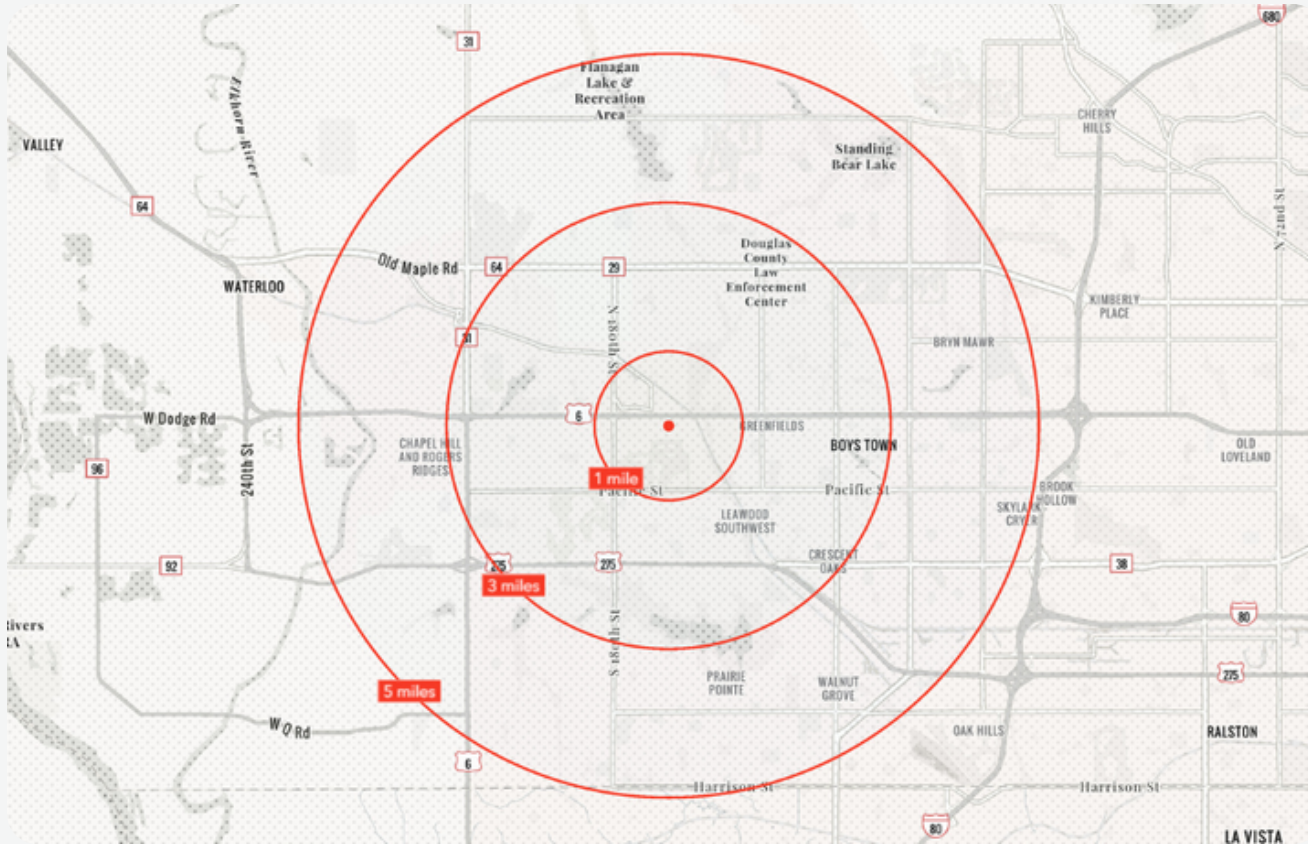 680
31
Flanagan
Lake &
Recreation
Area
Elkhorn River
CHERRY
HILLS
VALLEY
Standing
Bear Lake
64
N 72nd St
Douglas
County
Law
Enforcement
Center
Old Maple Rd
64
29
WATERLOO
KIMBERLY
PLACE
31
N 180th St
BRYN MAWR
6
W Dodge Rd
GREENFIELDS
CHAPEL HILL
AND ROGERS
RIDGES
BOYS TOWN
OLD
LOVELAND
96
240th St
1 mile
Pacific St
Pacific St
BROOK
HOLLOW
SKYLARK
CRYER
LEAWOOD
SOUTHWEST
CRESCENT
OAKS
92
275
275
38
3 miles
80
Rivers
RA
S 180th St
PRAIRIE
POINTE
WALNUT
GROVE
275
5 miles
W Q Rd
OAK HILLS
RALSTON
6
Harrison St
Harrison St
80
LA VISTA